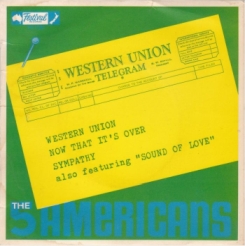 Festival
WESTERN UNION
TELEGRAM
WESTERN UNION
NOW THAT IT'S OVER
SYMPATHY
also featuring "SOUND OF LOVE"
THE
5 AMERICANS